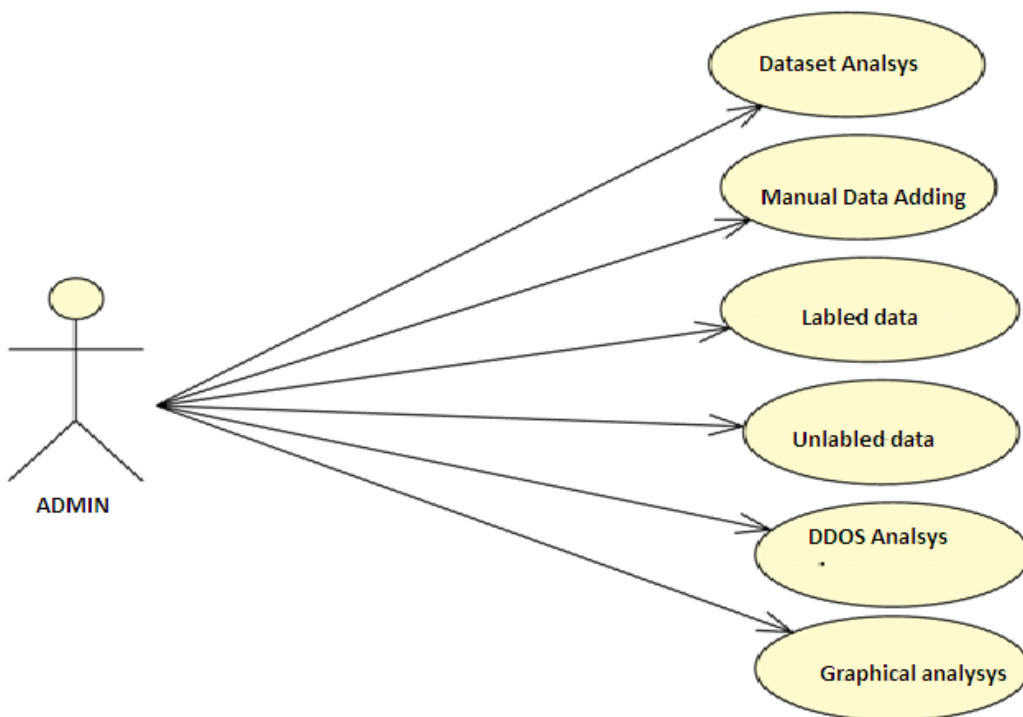 Dataset Analsys
Manual Data Adding
Labled data
Unlabled data
ADMIN
DDOS Analsys
Graphical analysys